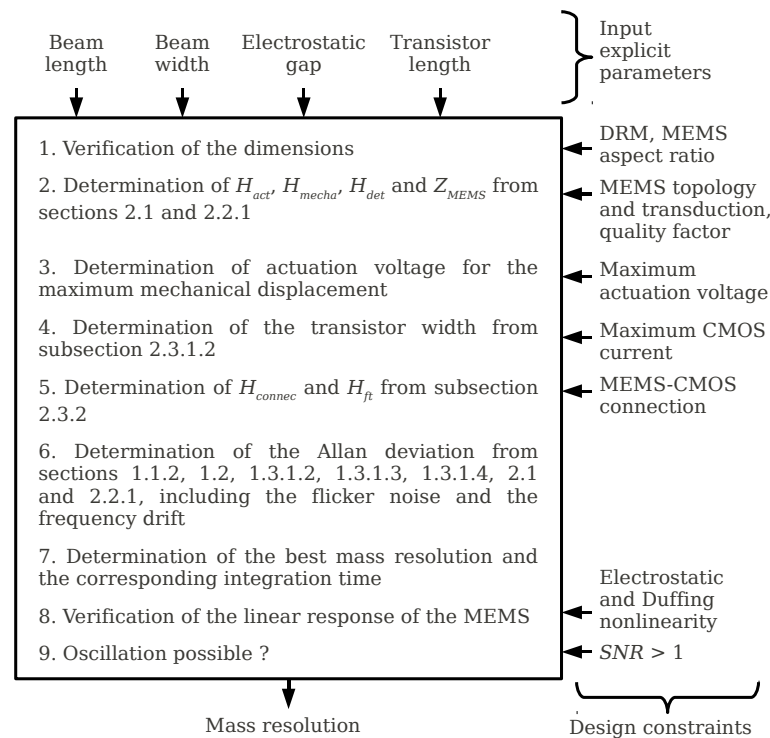 Beam length
Beam width
Electrostatic gap
Transistor length
Input explicit parameters
1. Verification of the dimensions
DRM, MEMS aspect ratio
2. Determination of H_act, H_mecha, H_det and Z_MEMS from
sections 2.1 and 2.2.1
MEMS topology and transduction, quality factor
3. Determination of actuation voltage for the
maximum mechanical displacement
Maximum actuation voltage
4. Determination of the transistor width from
subsection 2.3.1.2
Maximum CMOS current
5. Determination of H_connec and H_ft from subsection
2.3.2
MEMS-CMOS connection
6. Determination of the Allan deviation from
sections 1.1.2, 1.2, 1.3.1.2, 1.3.1.3, 1.3.1.4, 2.1
and 2.2.1, including the flicker noise and the
frequency drift
7. Determination of the best mass resolution and
the corresponding integration time
8. Verification of the linear response of the MEMS
Electrostatic and Duffing nonlinearity
9. Oscillation possible ?
SNR > 1
Mass resolution
Design constraints